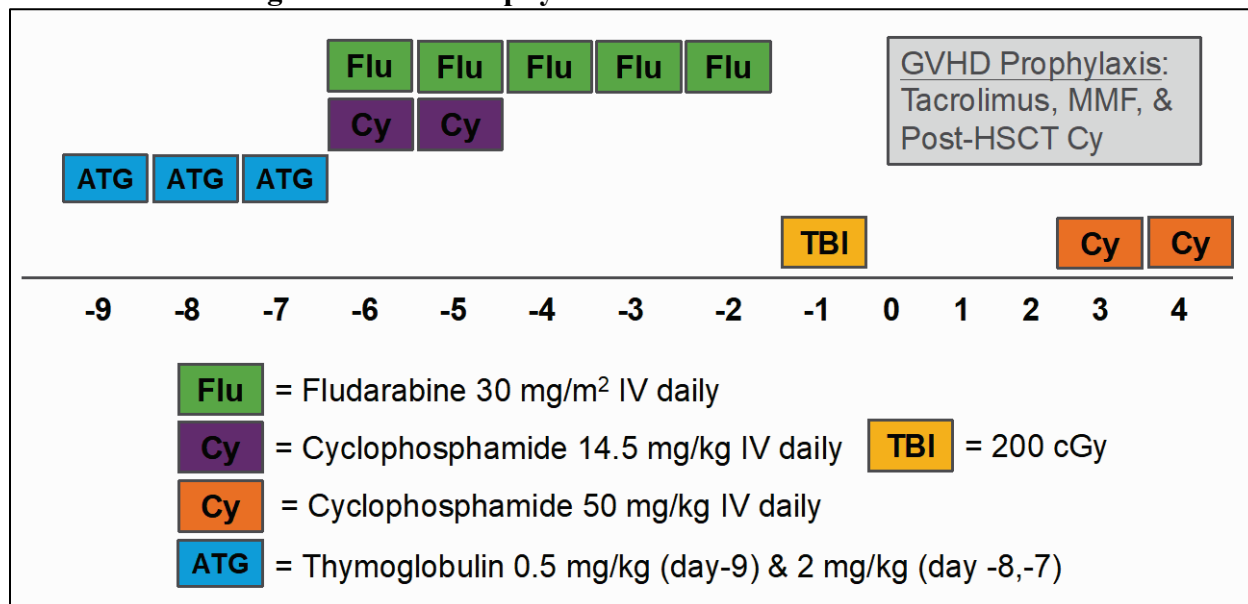 Flu Flu Flu Flu Flu
Cy Cy
ATG ATG ATG
TBI
Cy Cy
GVHD Prophylaxis:
Tacrolimus, MMF, &
Post-HSCT Cy
-9 -8 -7 -6 -5 -4 -3 -2 -1 0 1 2 3 4
Flu = Fludarabine 30 mg/m² IV daily
Cy = Cyclophosphamide 14.5 mg/kg IV daily
TBI = 200 cGy
Cy = Cyclophosphamide 50 mg/kg IV daily
ATG = Thymoglobulin 0.5 mg/kg (day-9) & 2 mg/kg (day -8,-7)